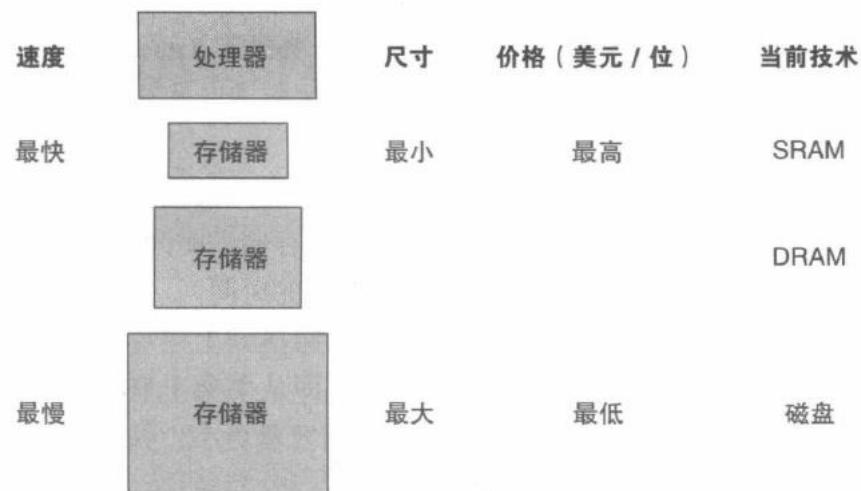 速度 处理器 尺寸 价格（美元/位） 当前技术
最快 存储器 最小 最高 SRAM
存储器 DRAM
最慢 存储器 最大 最低 磁盘